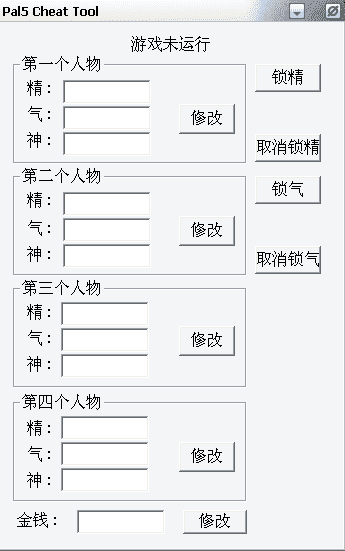 Pal5 Cheat Tool
游戏未运行
第一个人物
精：
气：
神：
修改
锁精
取消锁精
第二个人物
精：
气：
神：
修改
锁气
取消锁气
第三个人物
精：
气：
神：
修改
第四个人物
精：
气：
神：
修改
金钱：
修改